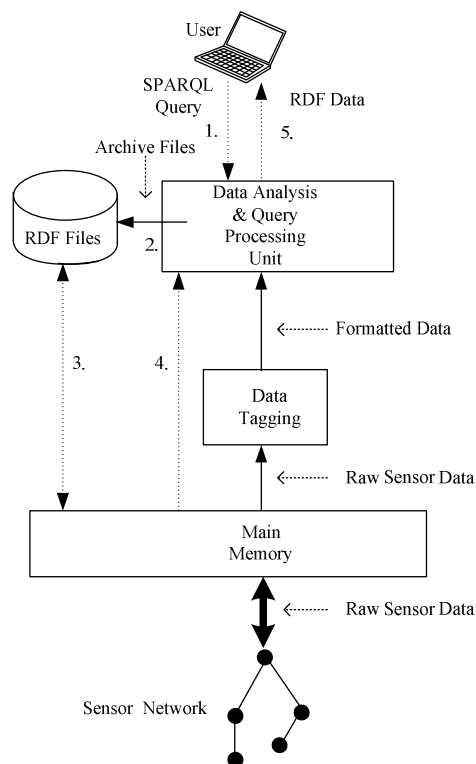 User
SPARQL
Query
RDF Data
1.
5.
Archive Files
Data Analysis
& Query
Processing
Unit
RDF Files
2.
Formatted Data
3.
4.
Data
Tagging
Raw Sensor Data
Main
Memory
Raw Sensor Data
Sensor Network